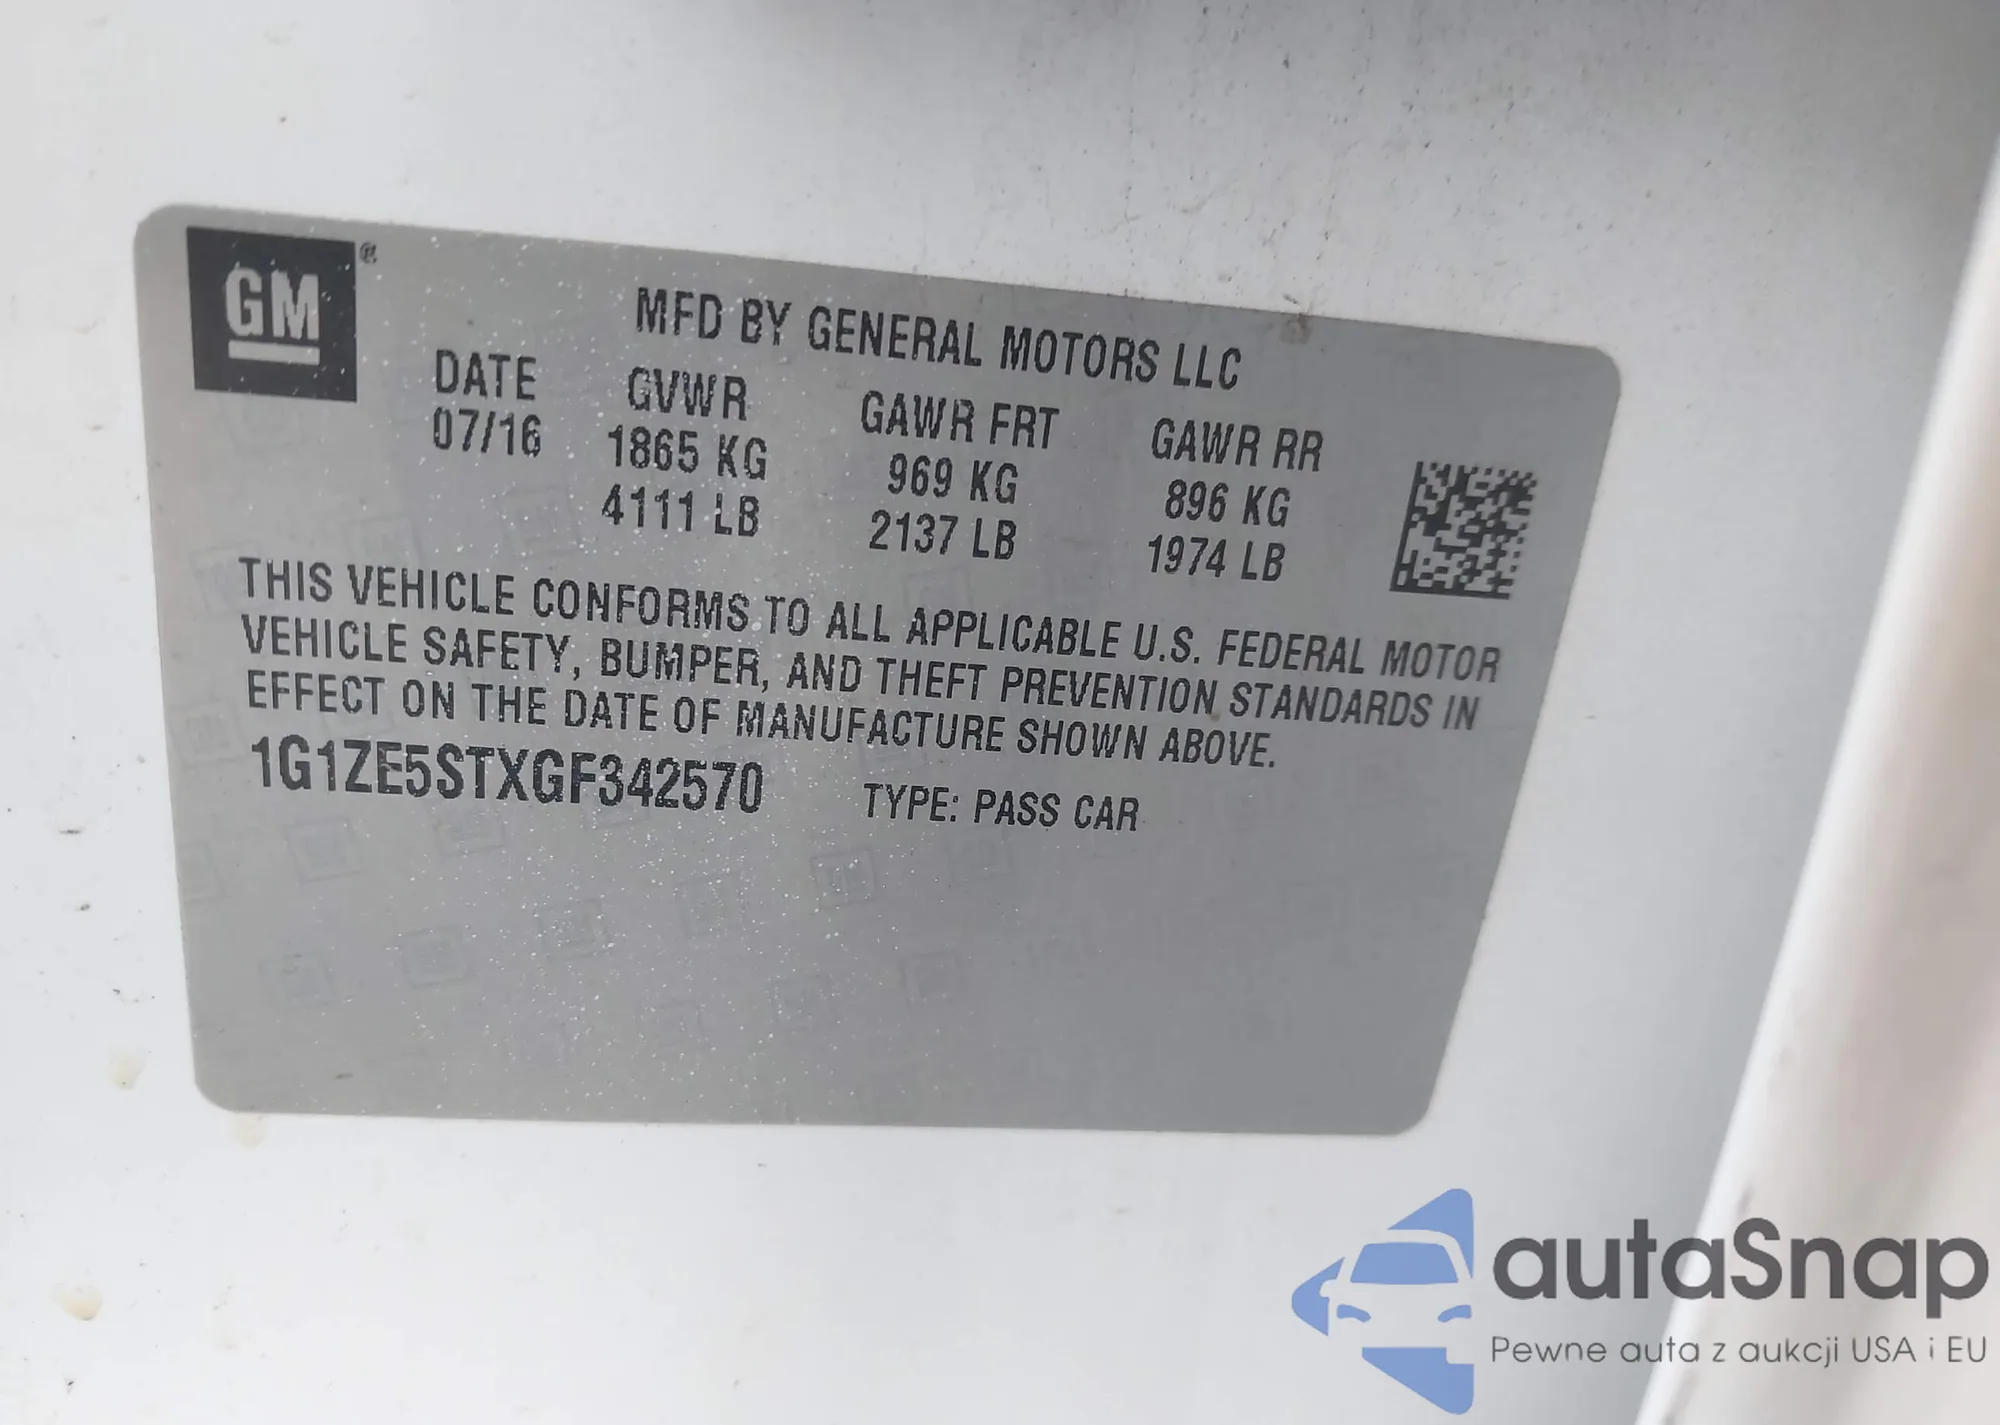 GM®
MFD BY GENERAL MOTORS LLC
DATE GVWR GAWR FRT GAWR RR
07/16 1865 KG 969 KG 896 KG
4111 LB 2137 LB 1974 LB
THIS VEHICLE CONFORMS TO ALL APPLICABLE U.S. FEDERAL MOTOR
VEHICLE SAFETY, BUMPER, AND THEFT PREVENTION STANDARDS IN
EFFECT ON THE DATE OF MANUFACTURE SHOWN ABOVE.
1G1ZE5STXGF342570 TYPE: PASS CAR
autaSnap
Pewne auta z aukcji USA i EU